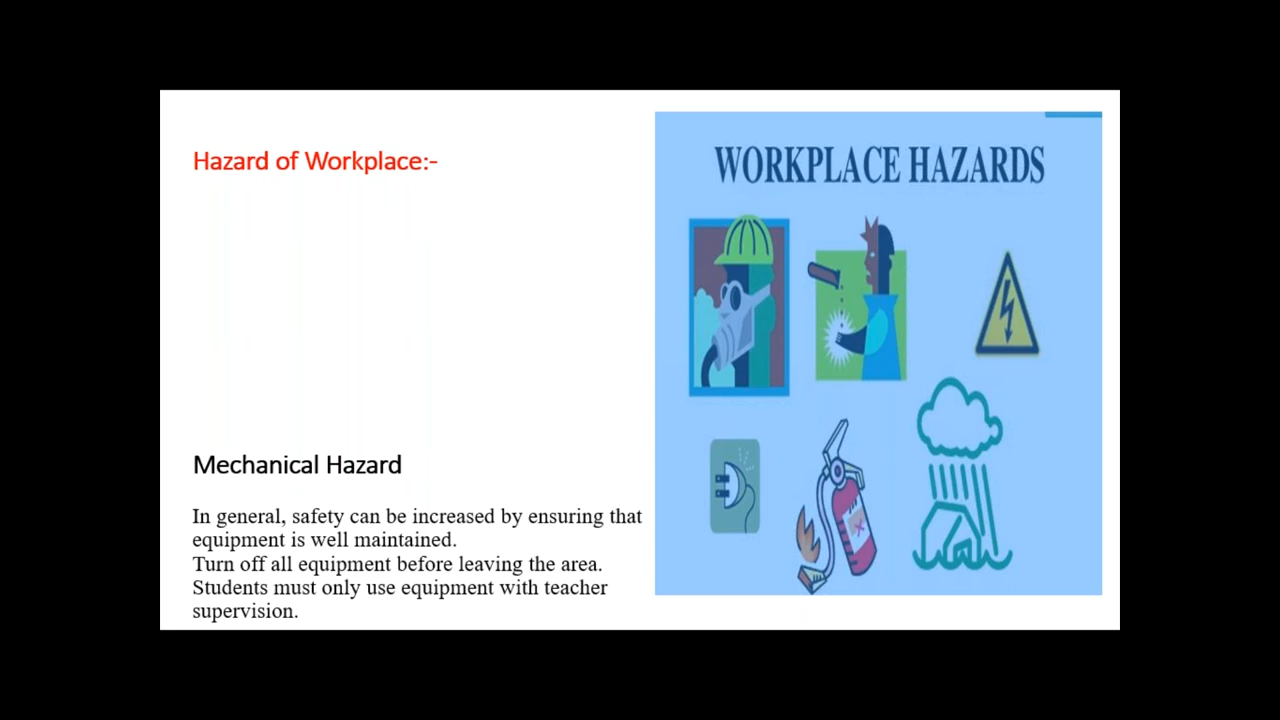 Hazard of Workplace:-
WORKPLACE HAZARDS
Mechanical Hazard
In general, safety can be increased by ensuring that
equipment is well maintained.
Turn off all equipment before leaving the area.
Students must only use equipment with teacher
supervision.